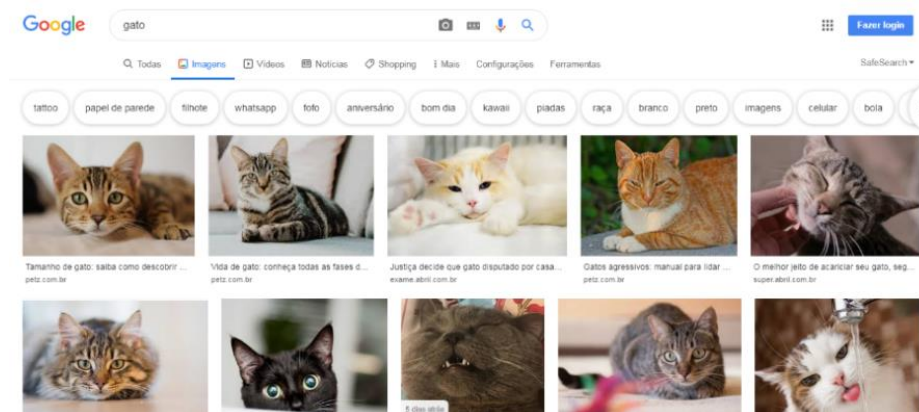 Google gato Fazer login
Todas Imagens Vídeos Notícias Shopping Mais Configurações Ferramentas SafeSearch
tattoo papel de parede filhote whatsapp fofo aniversário bom dia kawaii piadas raça branco preto imagens celular bola
Tamanho de gato: saiba como descobrir ... Vida de gato: conheça todas as fases d... Justiça decide que gato disputado por casa... Gatos agressivos: manual para lidar ... O melhor jeito de acariciar seu gato, seg...
petz.com.br petz.com.br exame.abril.com.br petz.com.br super.abril.com.br
5 dias atrás